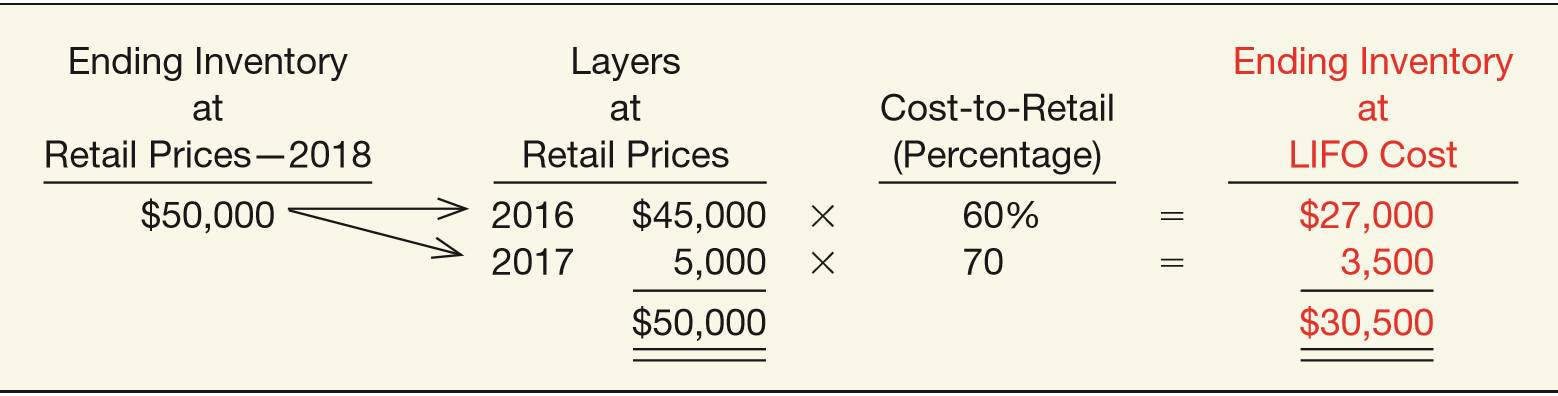 Ending Inventory Layers Ending Inventory
at at Cost-to-Retail at
Retail Prices—2018 Retail Prices (Percentage) LIFO Cost
$50,000 2016 $45,000 × 60% = $27,000
2017 5,000 × 70 = 3,500
$50,000 $30,500